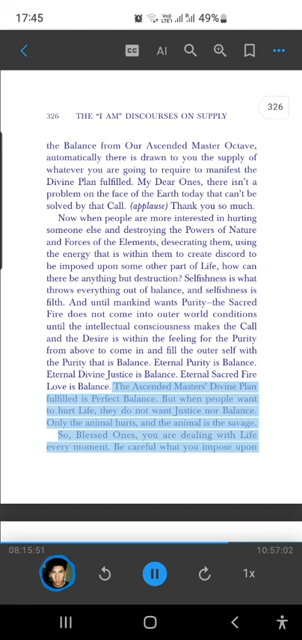 17:45
49%
CC
AI
326
326 THE "I AM" DISCOURSES ON SUPPLY
the Balance from Our Ascended Master Octave,
automatically there is drawn to you the supply of
whatever you are going to require to manifest the
Divine Plan fulfilled. My Dear Ones, there isn't a
problem on the face of the Earth today that can't be
solved by that Call. (applause) Thank you so much.
Now when people are more interested in hurting
someone else and destroying the Powers of Nature
and Forces of the Elements, desecrating them, using
the energy that is within them to create discord to
be imposed upon some other part of Life, how can
there be anything but destruction? Selfishness is what
throws everything out of balance, and selfishness is
filth. And until mankind wants Purity—the Sacred
Fire does not come into outer world conditions
until the intellectual consciousness makes the Call
and the Desire is within the feeling for the Purity
from above to come in and fill the outer self with
the Purity that is Balance. Eternal Purity is Balance.
Eternal Divine Justice is Balance. Eternal Sacred Fire
Love is Balance. The Ascended Masters' Divine Plan
fulfilled is Perfect Balance. But when people want
to hurt Life, they do not want Justice nor Balance.
Only the animal hurts, and the animal is the savage.
So, Blessed Ones, you are dealing with Life
every moment. Be careful what you impose upon
08:15:51
10:57:02
1x